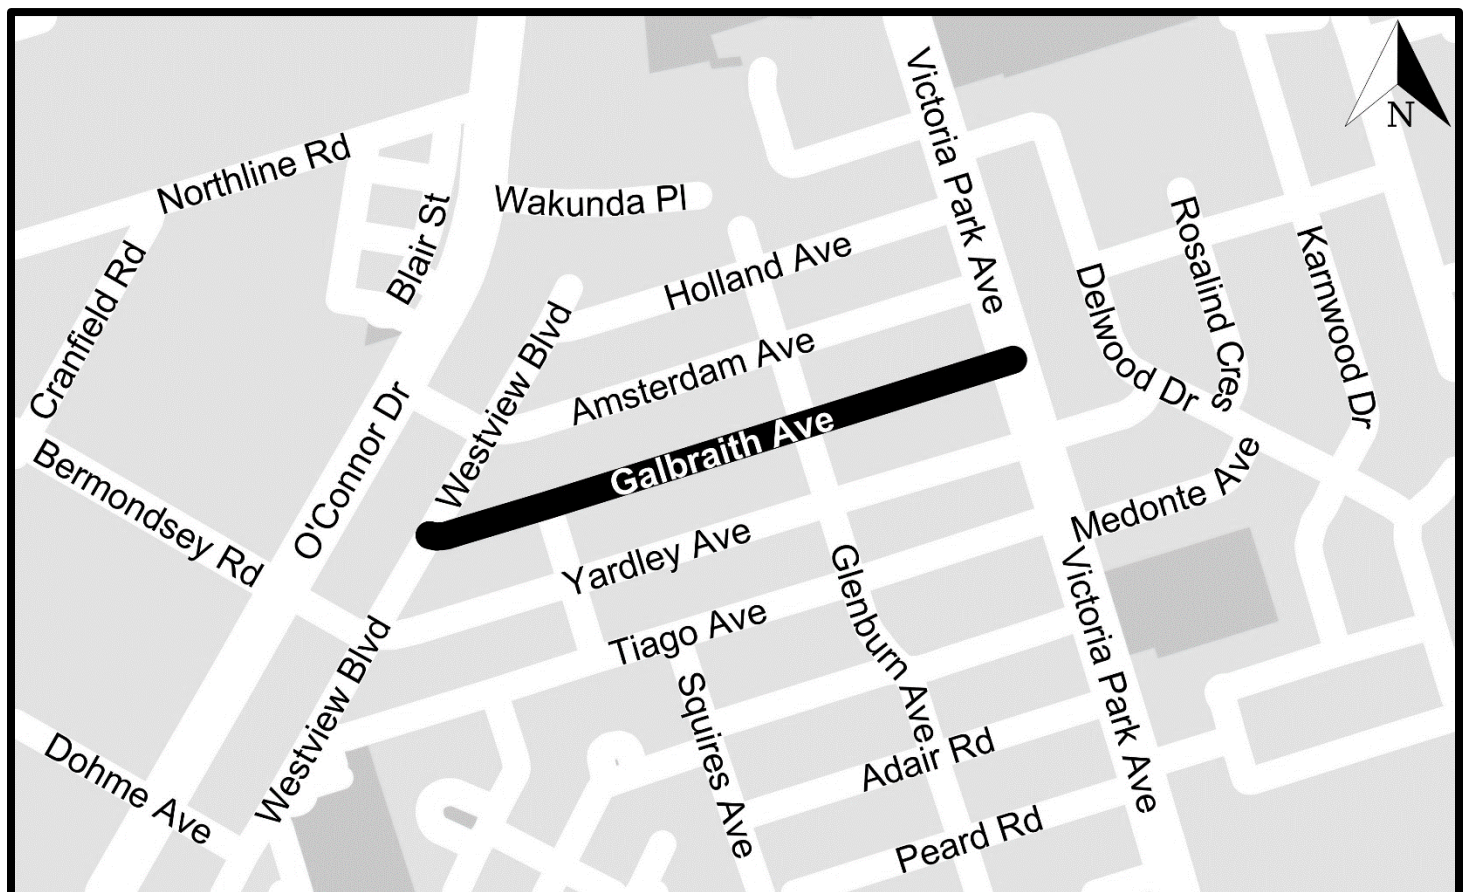 Victoria Park Ave
N
Northline Rd
Wakunda Pl
Blair St
Rosalind Cres
Holland Ave
Karnwood Dr
Cranfield Rd
Delwood Dr
Westview Blvd
Amsterdam Ave
O'Connor Dr
Galbraith Ave
Bermondsey Rd
Medonte Ave
Yardley Ave
Glenburn Ave
Victoria Park Ave
Tiago Ave
Westview Blvd
Squires Ave
Dohme Ave
Adair Rd
Peard Rd